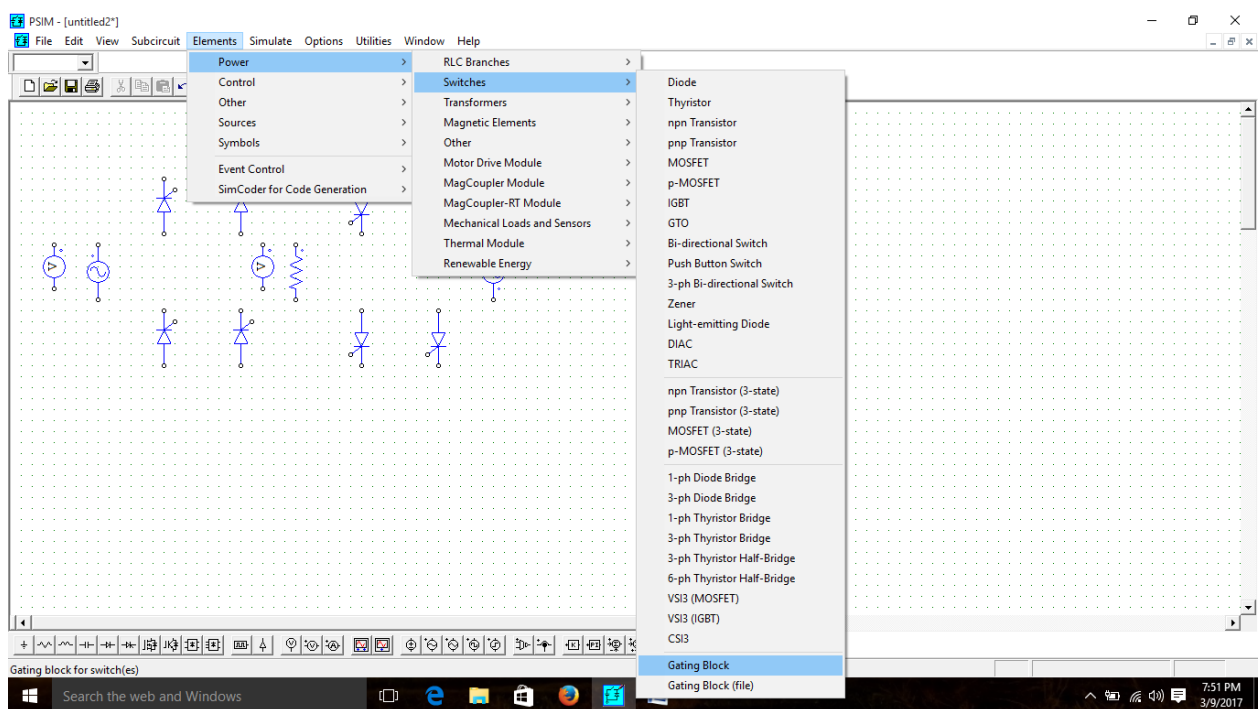 PSIM - [untitled2*]
File Edit View Subcircuit Elements Simulate Options Utilities Window Help
Power
Control
Other
Sources
Symbols
Event Control
SimCoder for Code Generation
RLC Branches
Switches
Transformers
Magnetic Elements
Other
Motor Drive Module
MagCoupler Module
MagCoupler-RT Module
Mechanical Loads and Sensors
Thermal Module
Renewable Energy
Diode
Thyristor
npn Transistor
pnp Transistor
MOSFET
p-MOSFET
IGBT
GTO
Bi-directional Switch
Push Button Switch
3-ph Bi-directional Switch
Zener
Light-emitting Diode
DIAC
TRIAC
npn Transistor (3-state)
pnp Transistor (3-state)
MOSFET (3-state)
p-MOSFET (3-state)
1-ph Diode Bridge
3-ph Diode Bridge
1-ph Thyristor Bridge
3-ph Thyristor Bridge
3-ph Thyristor Half-Bridge
6-ph Thyristor Half-Bridge
VSI3 (MOSFET)
VSI3 (IGBT)
CSI3
Gating Block
Gating Block (file)
Gating block for switch(es)
Search the web and Windows
7:51 PM
3/9/2017